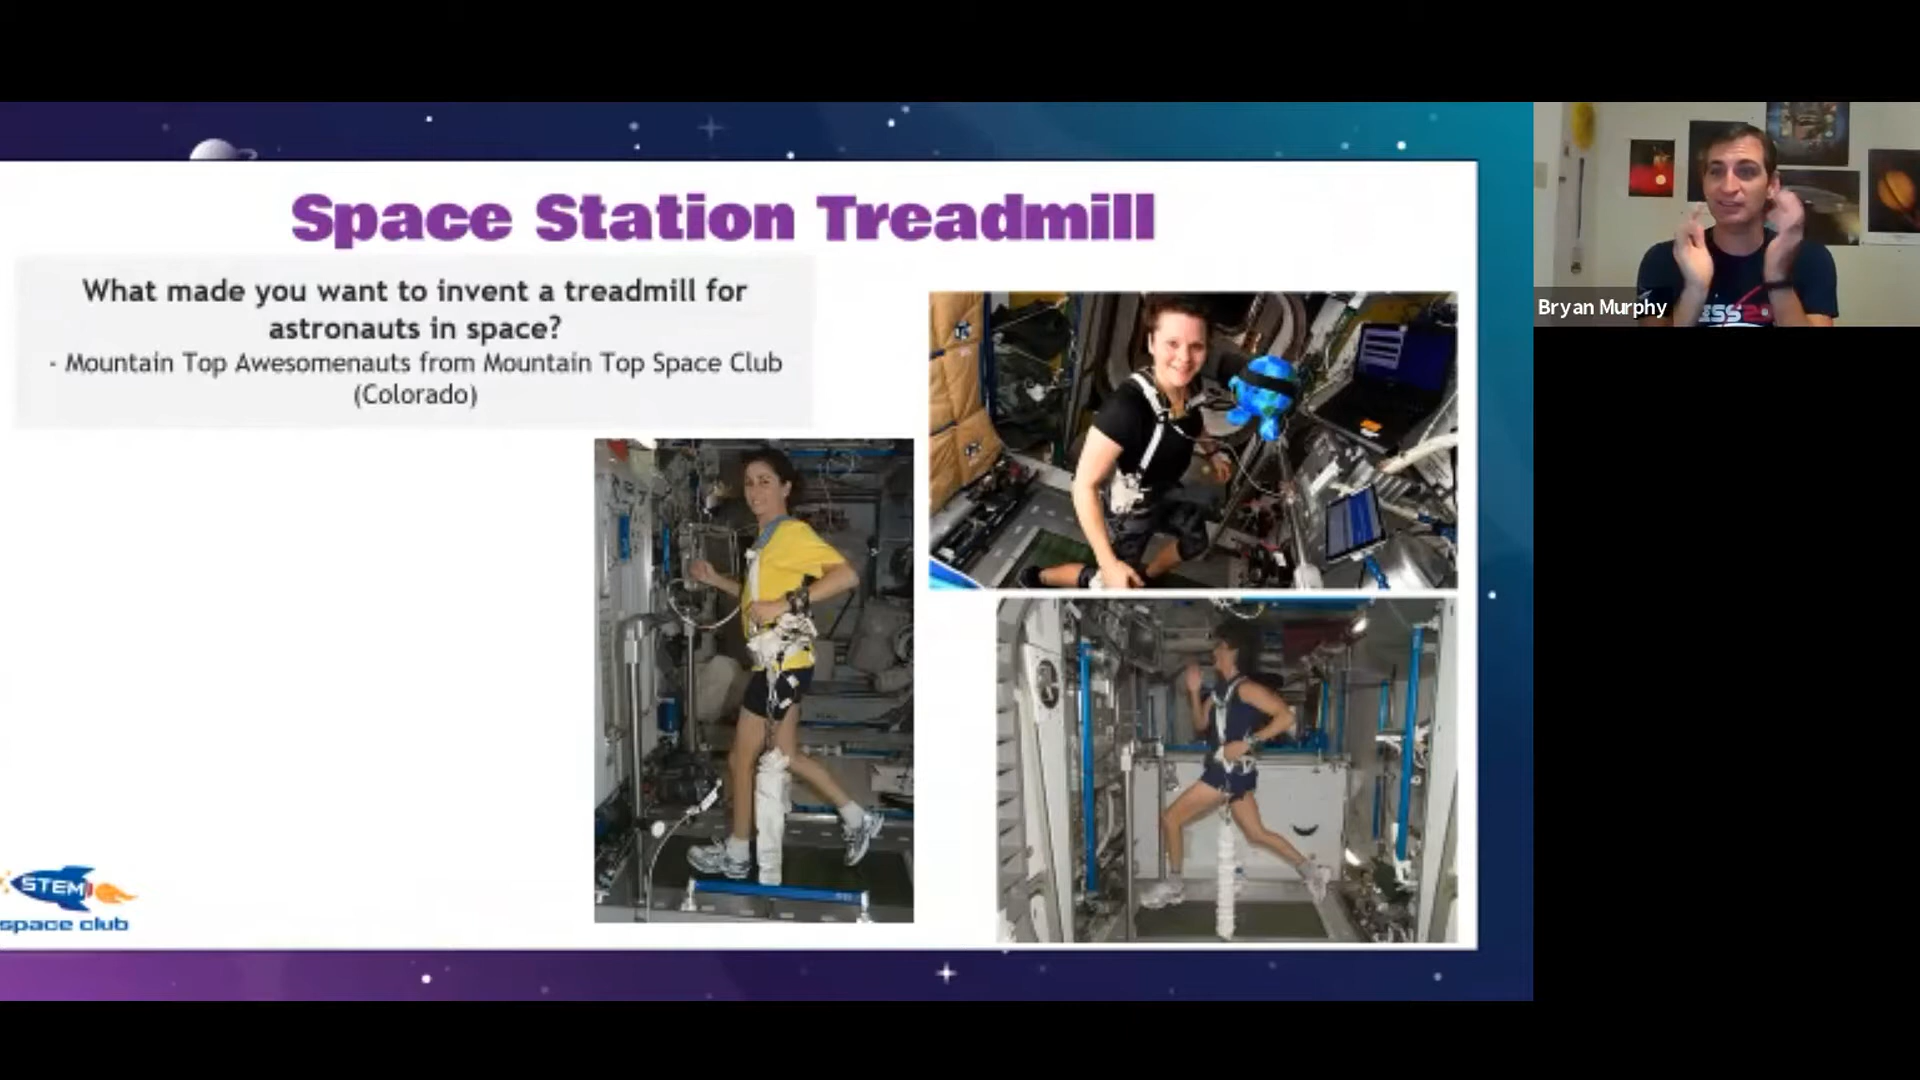 Space Station Treadmill
What made you want to invent a treadmill for
astronauts in space?
- Mountain Top Awesomenauts from Mountain Top Space Club
(Colorado)
Bryan Murphy
STEM
space club